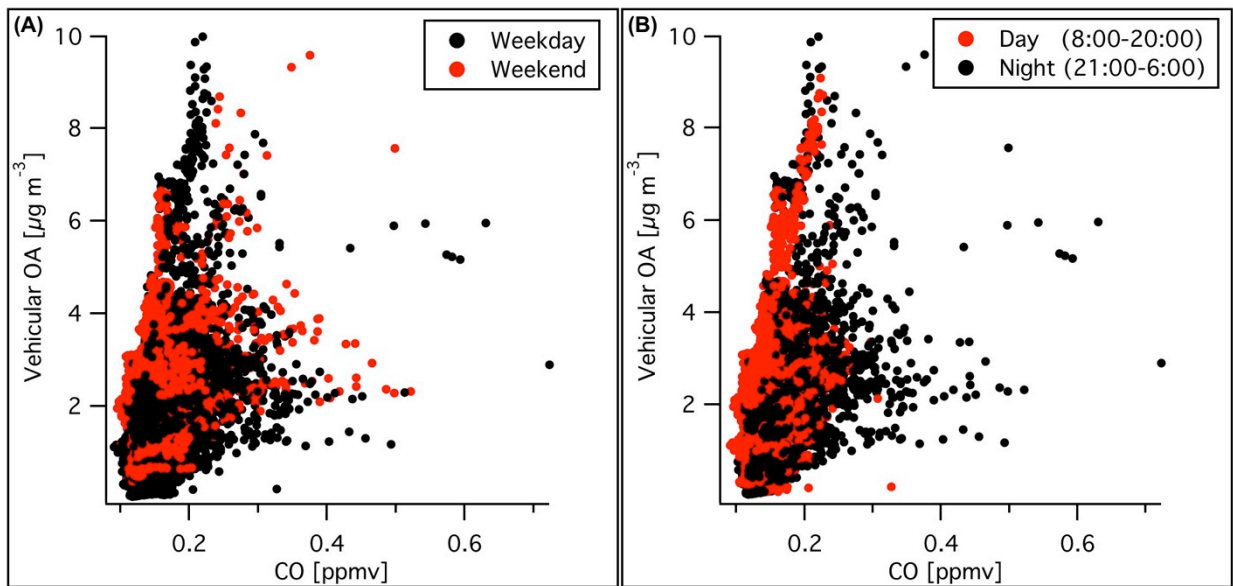 (A)
Weekday
Weekend
10
8
6
4
2
Vehicular OA [µg m⁻³]
0.2
0.4
0.6
CO [ppmv]
(B)
Day (8:00-20:00)
Night (21:00-6:00)
10
8
6
4
2
Vehicular OA [µg m⁻³]
0.2
0.4
0.6
CO [ppmv]